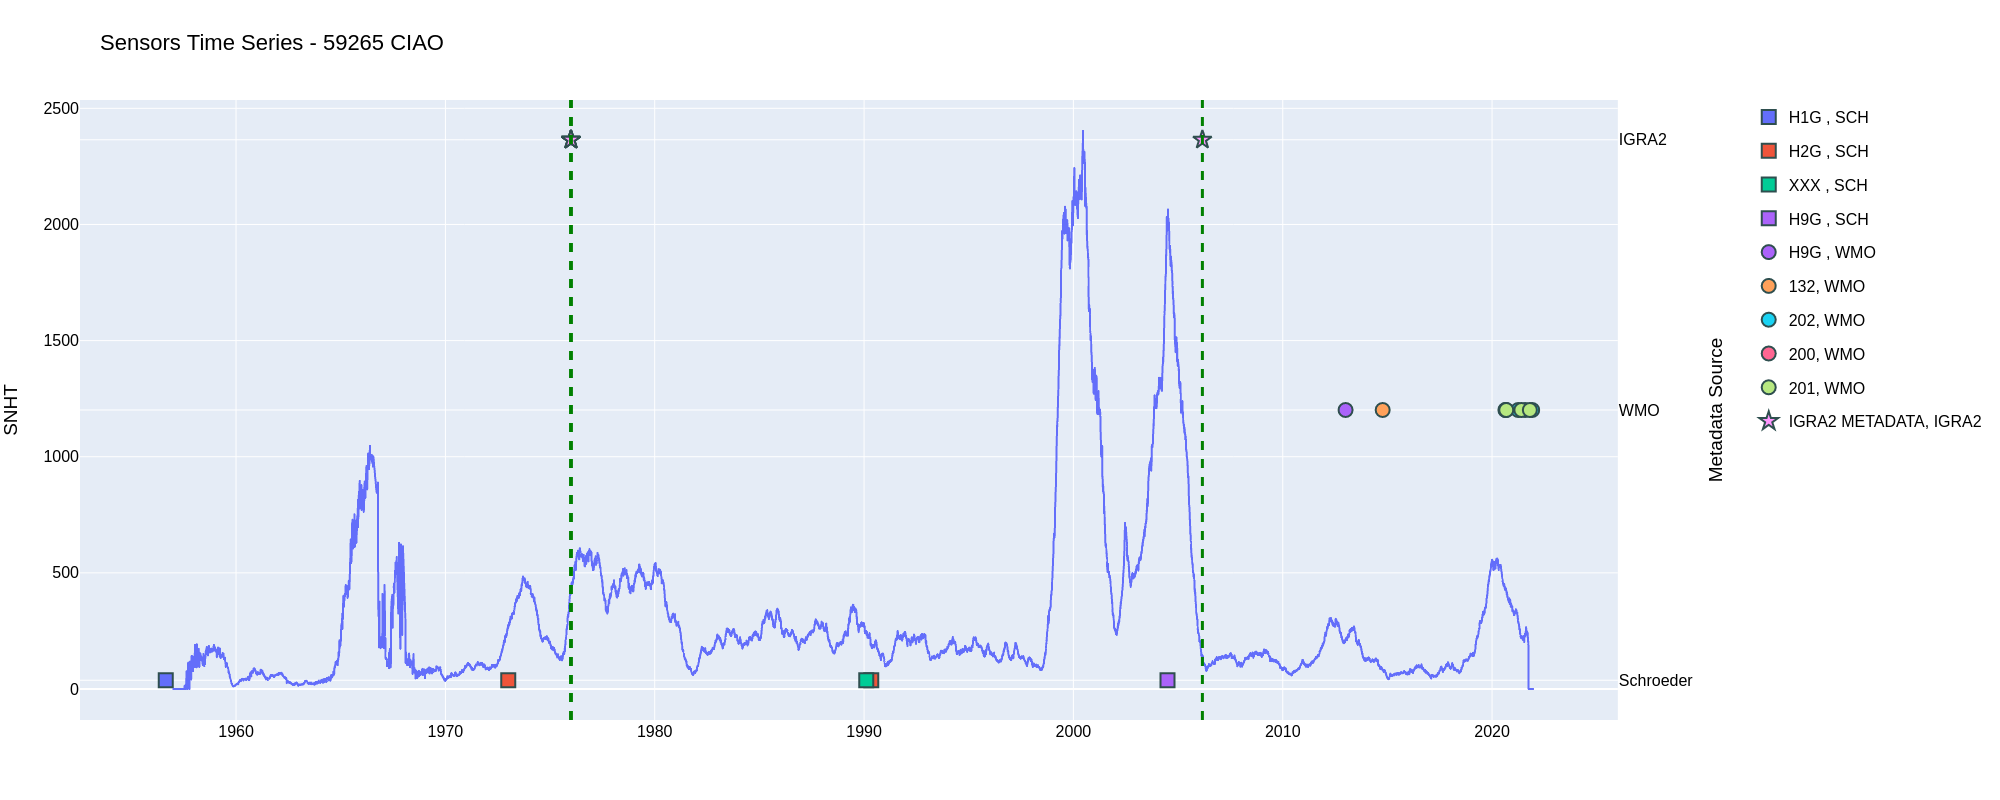 Sensors Time Series - 59265 CIAO
SNHT
2500
2000
1500
1000
500
0
1960
1970
1980
1990
2000
2010
2020
IGRA2
WMO
Schroeder
Metadata Source
H1G , SCH
H2G , SCH
XXX , SCH
H9G , SCH
H9G , WMO
132, WMO
202, WMO
200, WMO
201, WMO
IGRA2 METADATA, IGRA2